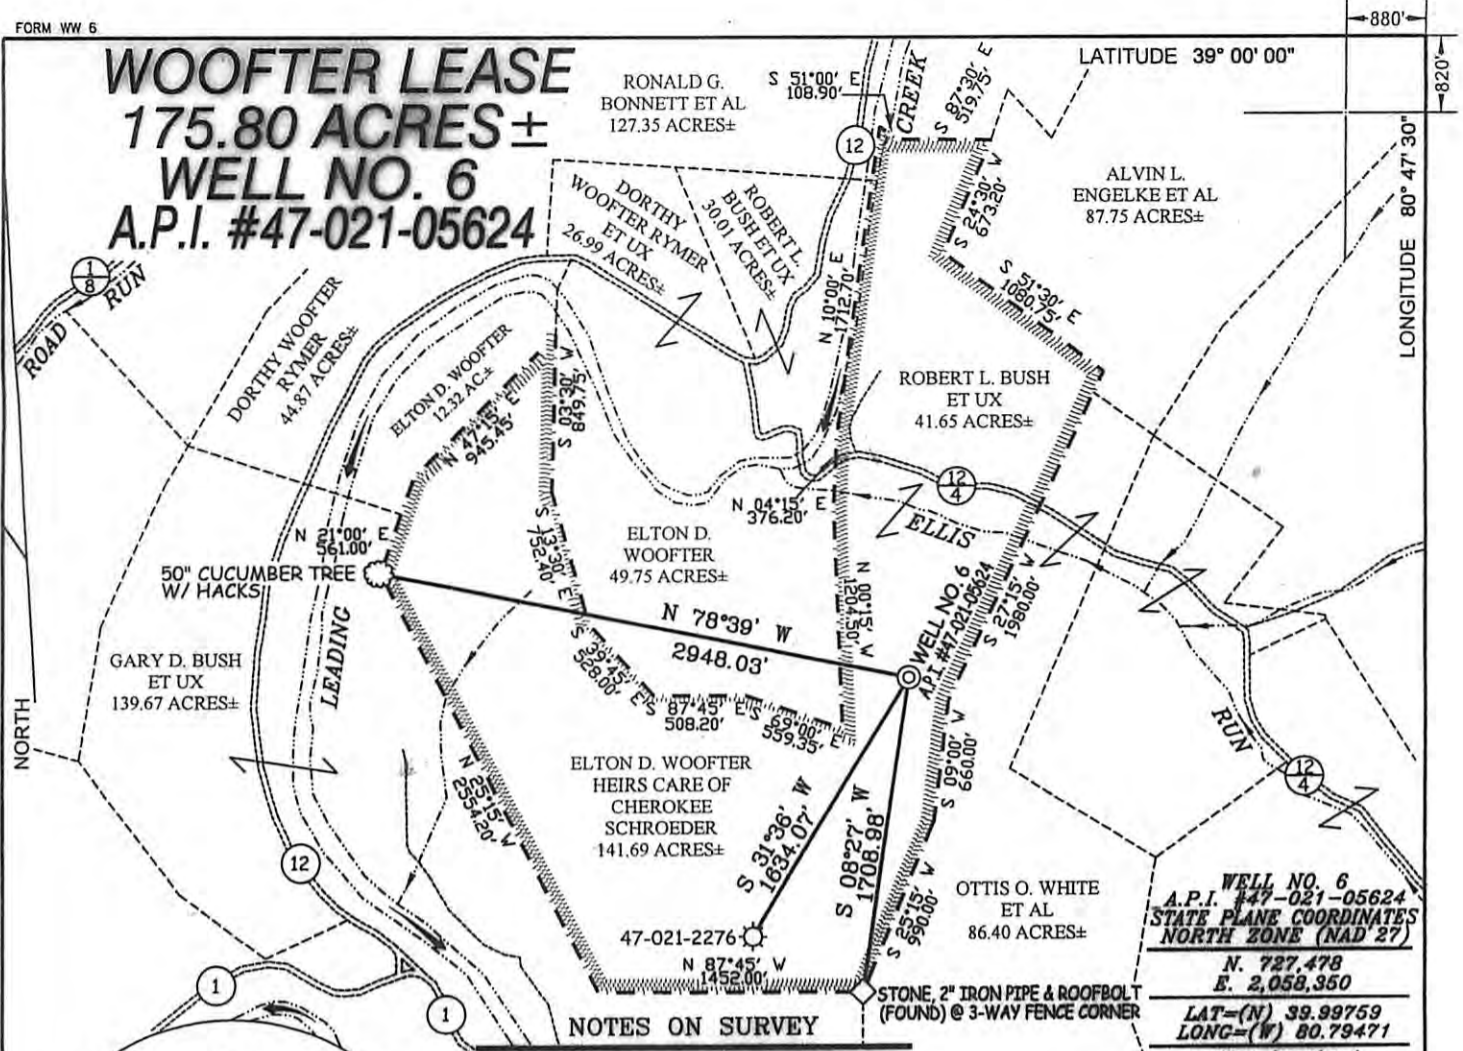 FORM WW 6
880'
WOOFTER LEASE
175.80 ACRES±
WELL NO. 6
A.P.I. #47-021-05624
LATITUDE 39° 00' 00"
820'
LONGITUDE 80° 47' 30"
RONALD G.
BONNETT ET AL
127.35 ACRES±
S 51°00' E
108.90'
CREEK
S 87°30' E
519.75'
12
ALVIN L.
ENGELKE ET AL
87.75 ACRES±
S 24°30' W
673.20'
DORTHY
WOOFTER RYMER
ET UX
26.99 ACRES±
ROBERT L.
BUSH ET UX
30.01 ACRES±
N 10°00' E
1712.70'
S 51°30' E
1080.75'
1
8
ROAD RUN
DORTHY WOOFTER
RYMER
44.87 ACRES±
ELTON D. WOOFTER
12.32 AC.±
N 47°15' E
945.45'
S 03°30' W
849.75'
ROBERT L. BUSH
ET UX
41.65 ACRES±
12
4
N 04°15' E
376.20'
ELLIS
N 21°00' E
561.00'
50" CUCUMBER TREE
W/ HACKS
S 13°30' E
752.40'
ELTON D.
WOOFTER
49.75 ACRES±
N 00°15' W
1204.50'
WELL NO. 6
A.P.I. #47-021-05624
S 27°15' W
1980.00'
N 78°39' W
2948.03'
LEADING
GARY D. BUSH
ET UX
139.67 ACRES±
NORTH
S 38°45' E
528.00'
S 87°45' E
508.20'
S 69°00' E
559.35'
S 09°00' W
660.00'
RUN
12
4
N 25°15' W
2554.20'
ELTON D. WOOFTER
HEIRS CARE OF
CHEROKEE
SCHROEDER
141.69 ACRES±
S 31°36' W
1634.07'
S 08°27' W
1708.98'
12
S 25°15' W
990.00'
OTTIS O. WHITE
ET AL
86.40 ACRES±
WELL NO. 6
A.P.I. #47-021-05624
STATE PLANE COORDINATES
NORTH ZONE (NAD'27)
N. 727,478
E. 2,058,350
LAT=(N) 39.99759
LONG=(W) 80.79471
47-021-2276
N 87°45' W
1452.00'
1
1
STONE, 2" IRON PIPE & ROOFBOLT
(FOUND) @ 3-WAY FENCE CORNER
NOTES ON SURVEY